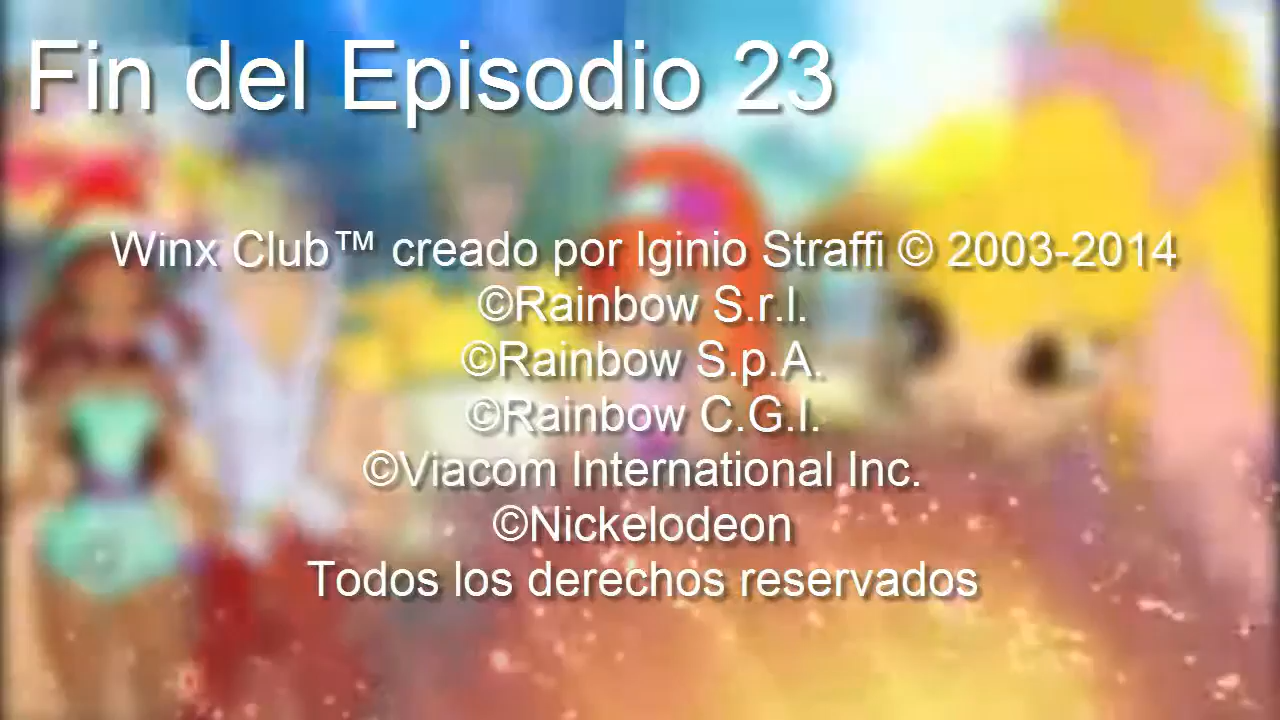 Fin del Episodio 23
Winx Club™ creado por Iginio Straffi © 2003-2014
©Rainbow S.r.l.
©Rainbow S.p.A.
©Rainbow C.G.I.
©Viacom International Inc.
©Nickelodeon
Todos los derechos reservados